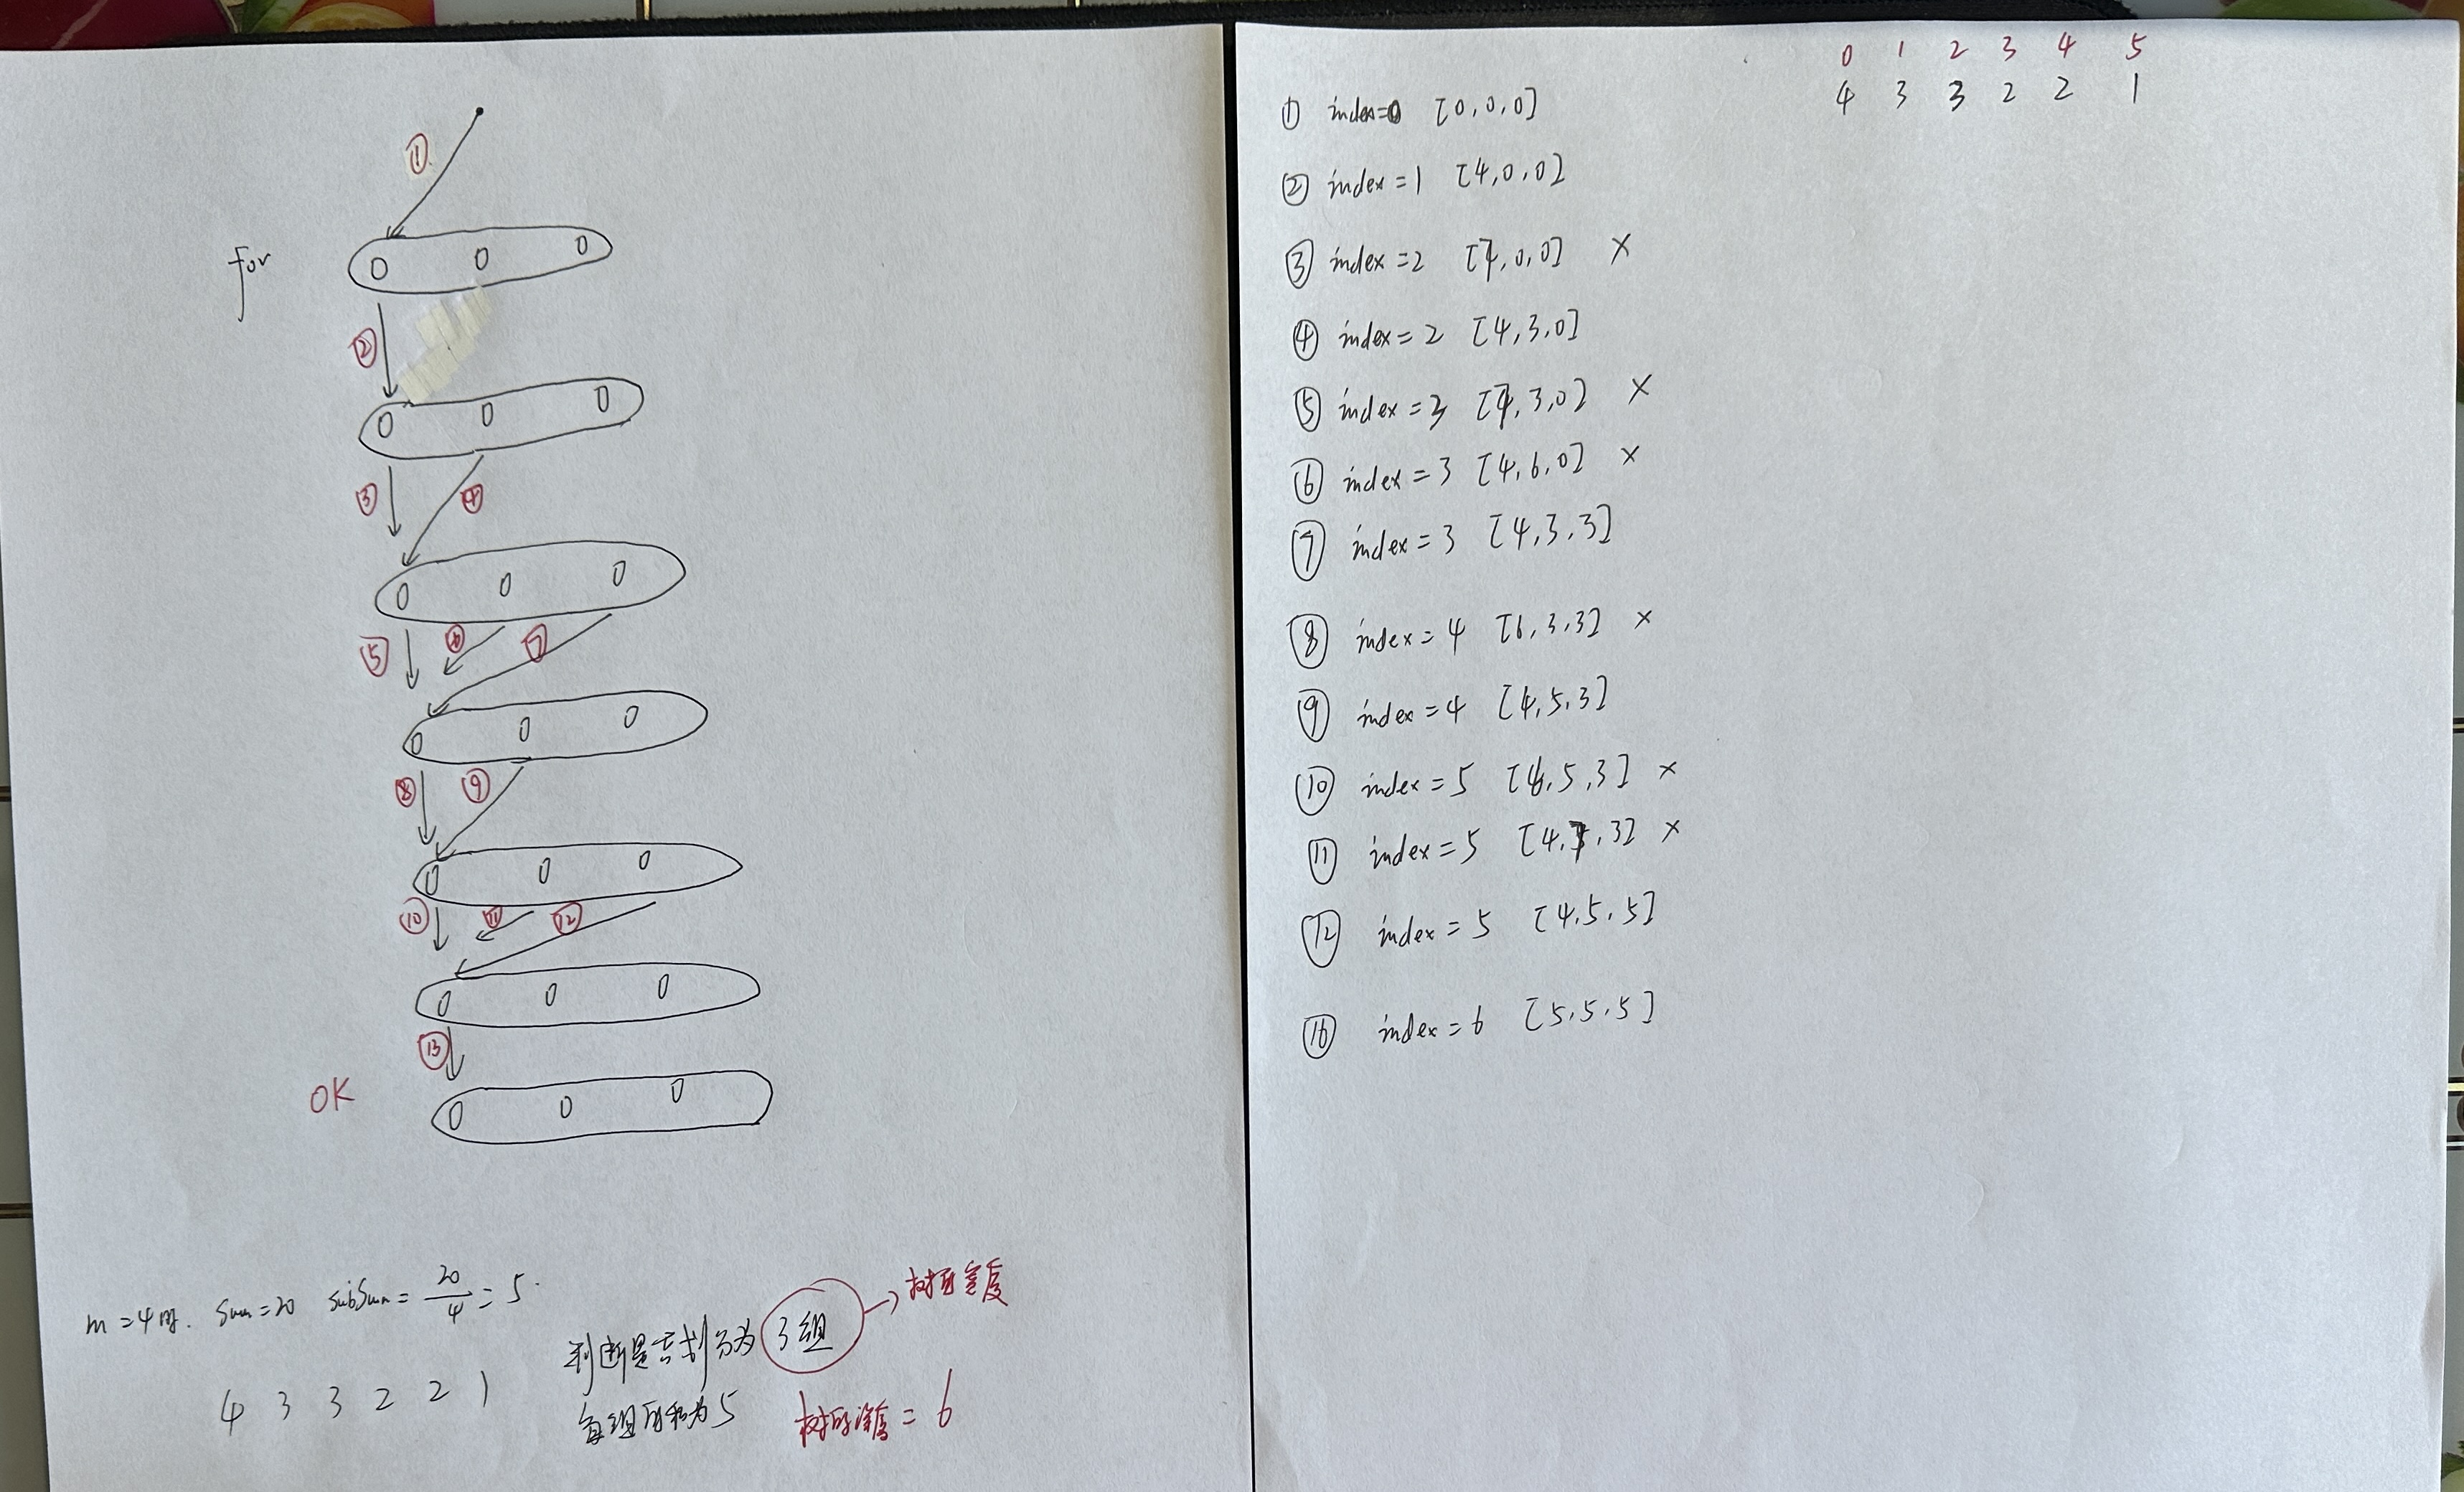 ①
for 0 0 0
②
0 0 0
③ ④
0 0 0
⑤ ⑥ ⑦
0 0 0
⑧ ⑨
0 0 0
⑩ ⑪ ⑫
0 0 0
⑬
OK 0 0 0
m=4时. Sum=20 subSum = 20/4 = 5.
判断是否划分为 3组 → 树的宽度
每组的和为5
树的深度 = 6
4 3 3 2 2 1
0 1 2 3 4 5
4 3 3 2 2 1
① index=0 [0,0,0]
② index=1 [4,0,0]
③ index=2 [7,0,0] ×
④ index=2 [4,3,0]
⑤ index=3 [7,3,0] ×
⑥ index=3 [4,6,0] ×
⑦ index=3 [4,3,3]
⑧ index=4 [6,3,3] ×
⑨ index=4 [4,5,3]
⑩ index=5 [6,5,3] ×
⑪ index=5 [4,7,3] ×
⑫ index=5 [4,5,5]
⑯ index=6 [5,5,5]